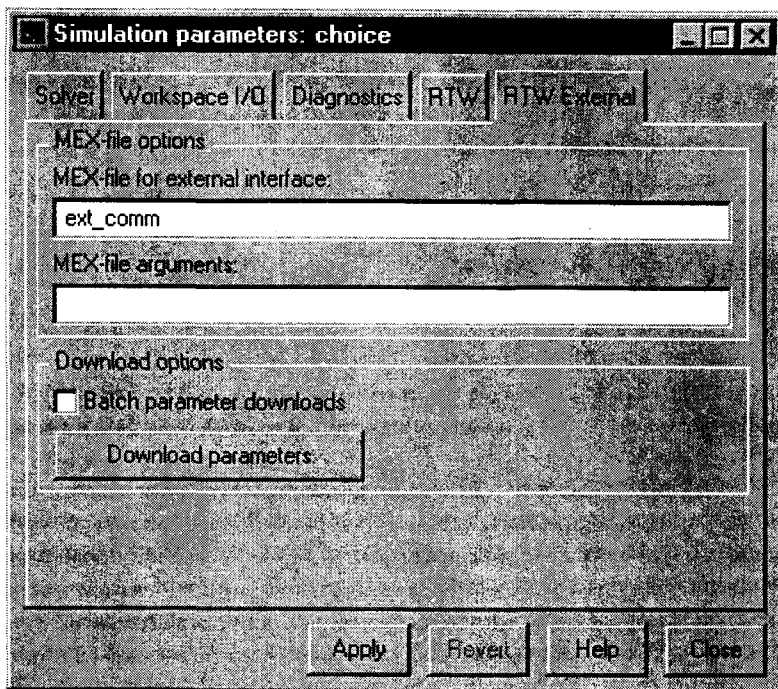 Simulation parameters: choice
Solver Workspace I/O Diagnostics RTW RTW External
MEX-file options
MEX-file for external interface:
ext_comm
MEX-file arguments:
Download options
Batch parameter downloads
Download parameters
Apply Revert Help Close